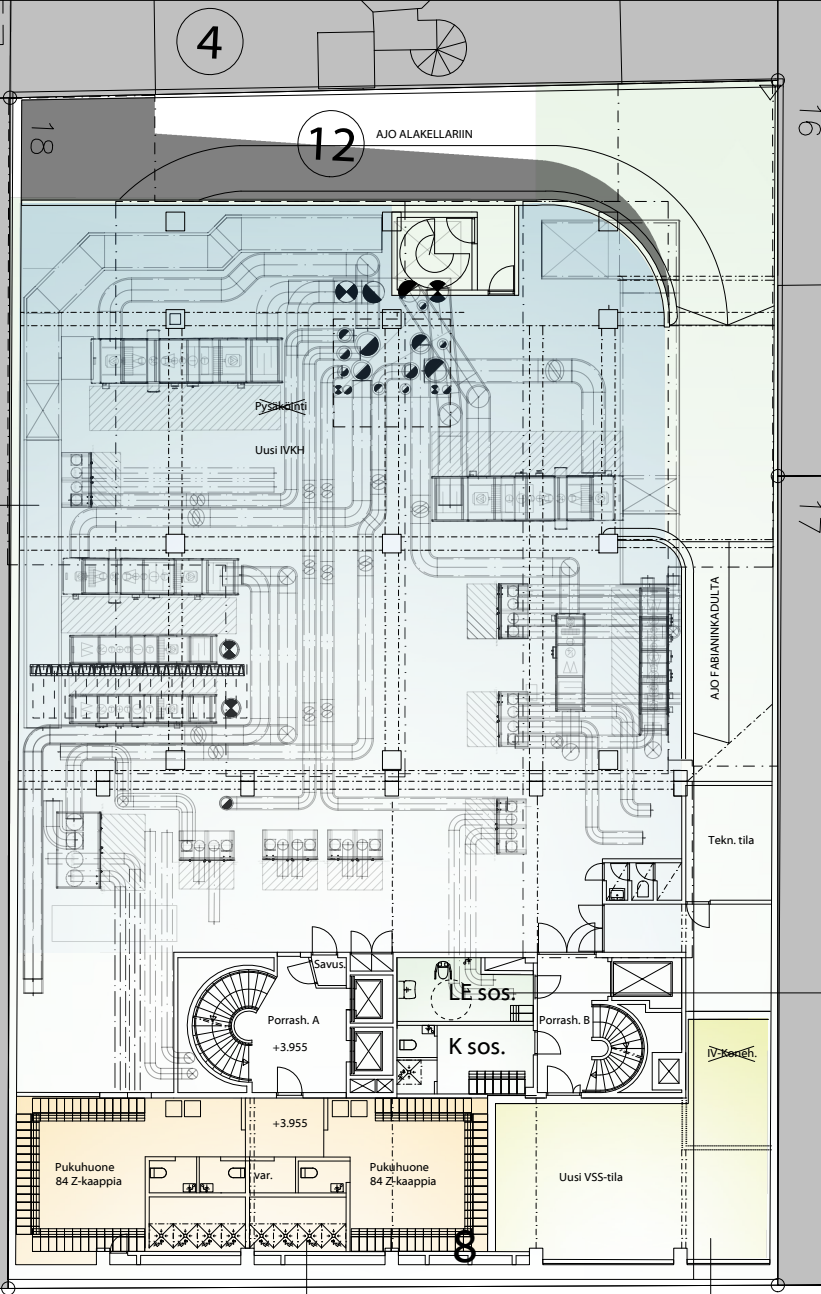 4
18
12
AJO ALAKELLARIIN
16
Pysäköinti
Uusi IVKH
17
AJO FABIANINKADULTA
Tekn. tila
Savus.
LE sos.
Porrash. A
Porrash. B
+3.955
K sos.
IV-Koneh.
+3.955
Pukuhuone
84 Z-kaappia
var.
Pukuhuone
84 Z-kaappia
Uusi VSS-tila
8